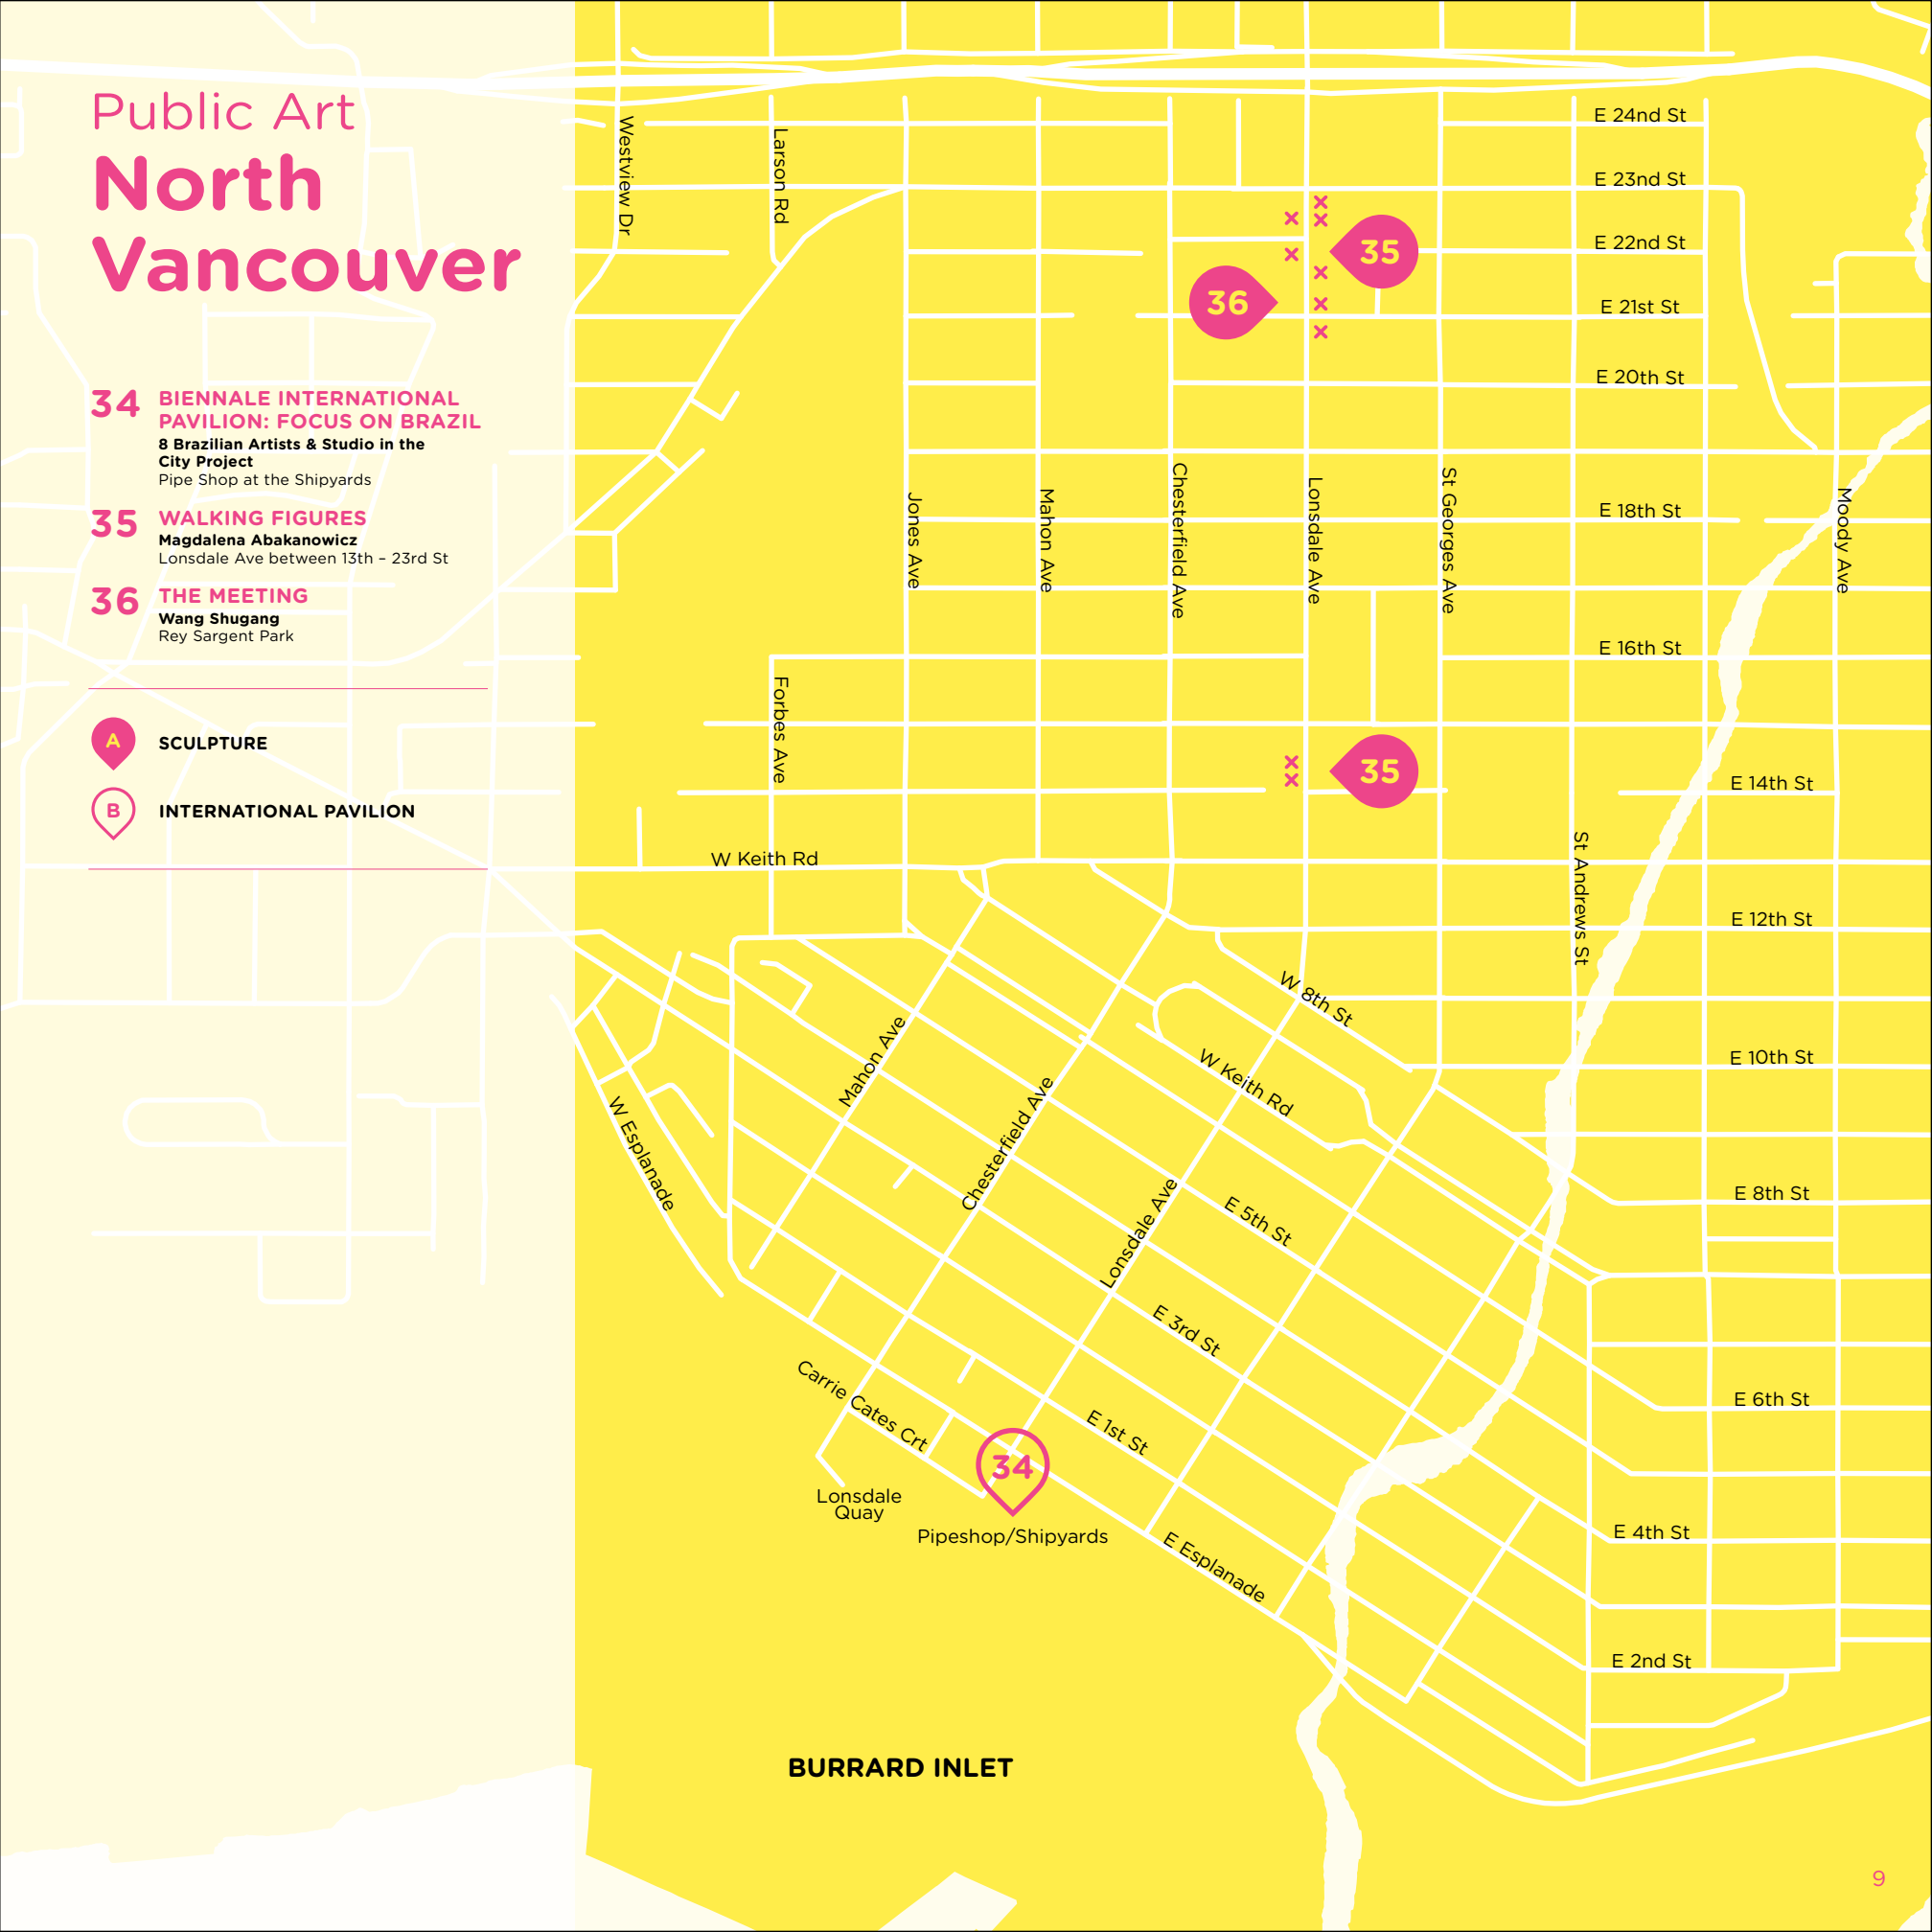 Public Art
North
Vancouver
34
BIENNALE INTERNATIONAL
PAVILION: FOCUS ON BRAZIL
8 Brazilian Artists & Studio in the
City Project
Pipe Shop at the Shipyards
35
WALKING FIGURES
Magdalena Abakanowicz
Lonsdale Ave between 13th – 23rd St
36
THE MEETING
Wang Shugang
Rey Sargent Park
A
SCULPTURE
B
INTERNATIONAL PAVILION
Westview Dr
Larson Rd
E 24nd St
E 23nd St
E 22nd St
35
36
E 21st St
E 20th St
Jones Ave
Mahon Ave
Chesterfield Ave
Lonsdale Ave
St Georges Ave
E 18th St
Moody Ave
E 16th St
Forbes Ave
35
E 14th St
W Keith Rd
St Andrews St
E 12th St
W 8th St
Mahon Ave
W Keith Rd
E 10th St
W Esplanade
Chesterfield Ave
Lonsdale Ave
E 5th St
E 8th St
E 3rd St
Carrie Cates Crt
E 1st St
E 6th St
34
Lonsdale
Quay
Pipeshop/Shipyards
E Esplanade
E 4th St
E 2nd St
BURRARD INLET
9